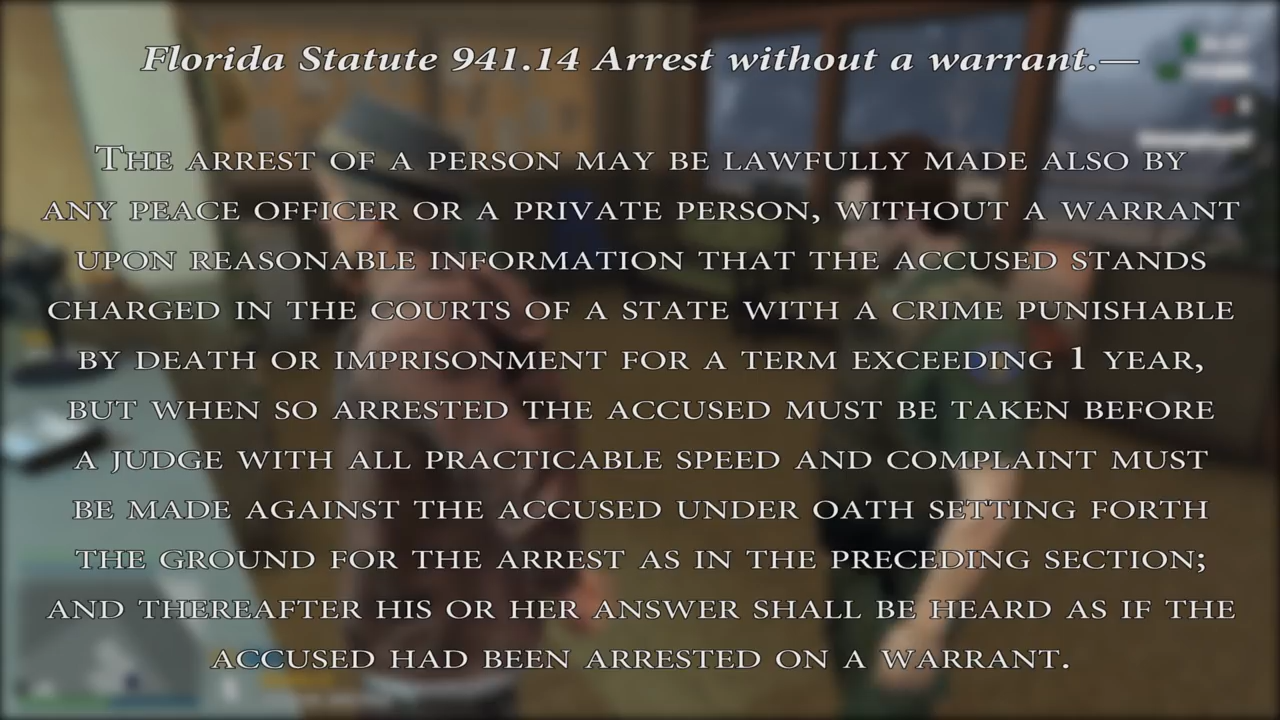 Florida Statute 941.14 Arrest without a warrant.—
The arrest of a person may be lawfully made also by
any peace officer or a private person, without a warrant
upon reasonable information that the accused stands
charged in the courts of a state with a crime punishable
by death or imprisonment for a term exceeding 1 year,
but when so arrested the accused must be taken before
a judge with all practicable speed and complaint must
be made against the accused under oath setting forth
the ground for the arrest as in the preceding section;
and thereafter his or her answer shall be heard as if the
accused had been arrested on a warrant.